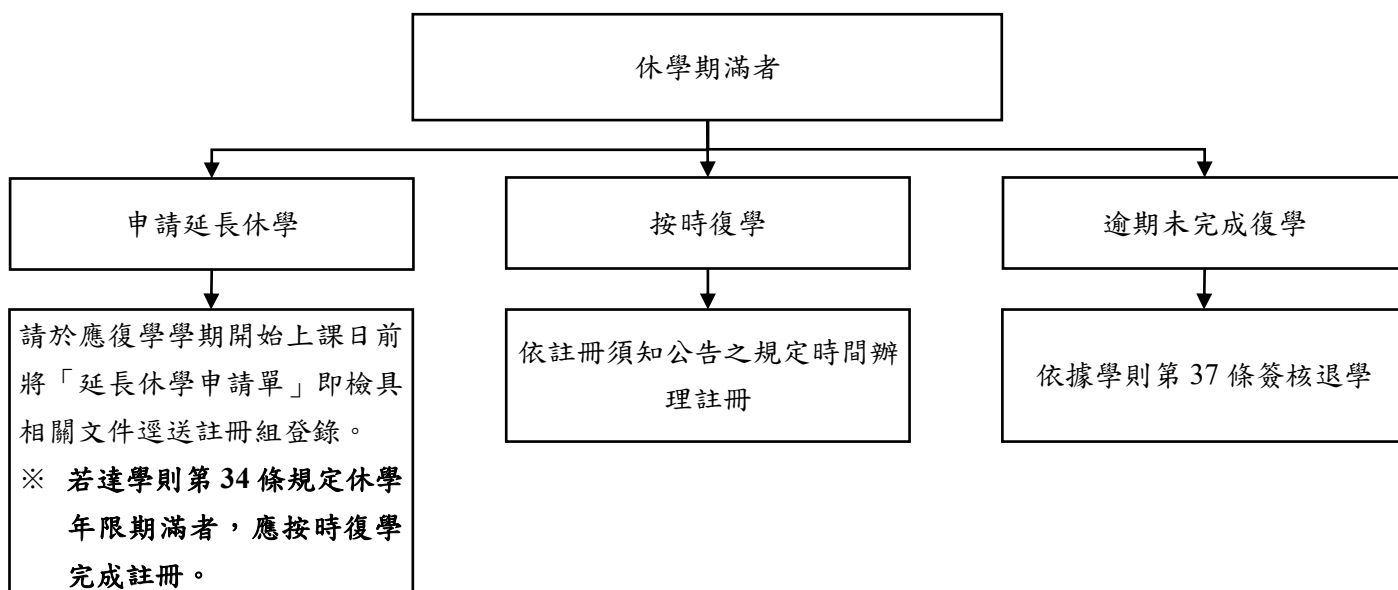 休學期滿者
申請延長休學
按時復學
逾期未完成復學
請於應復學學期開始上課日前
將「延長休學申請單」即檢具
相關文件逕送註冊組登錄。
※ 若達學則第 34 條規定休學
年限期滿者，應按時復學
完成註冊。
依註冊須知公告之規定時間辦
理註冊
依據學則第 37 條簽核退學